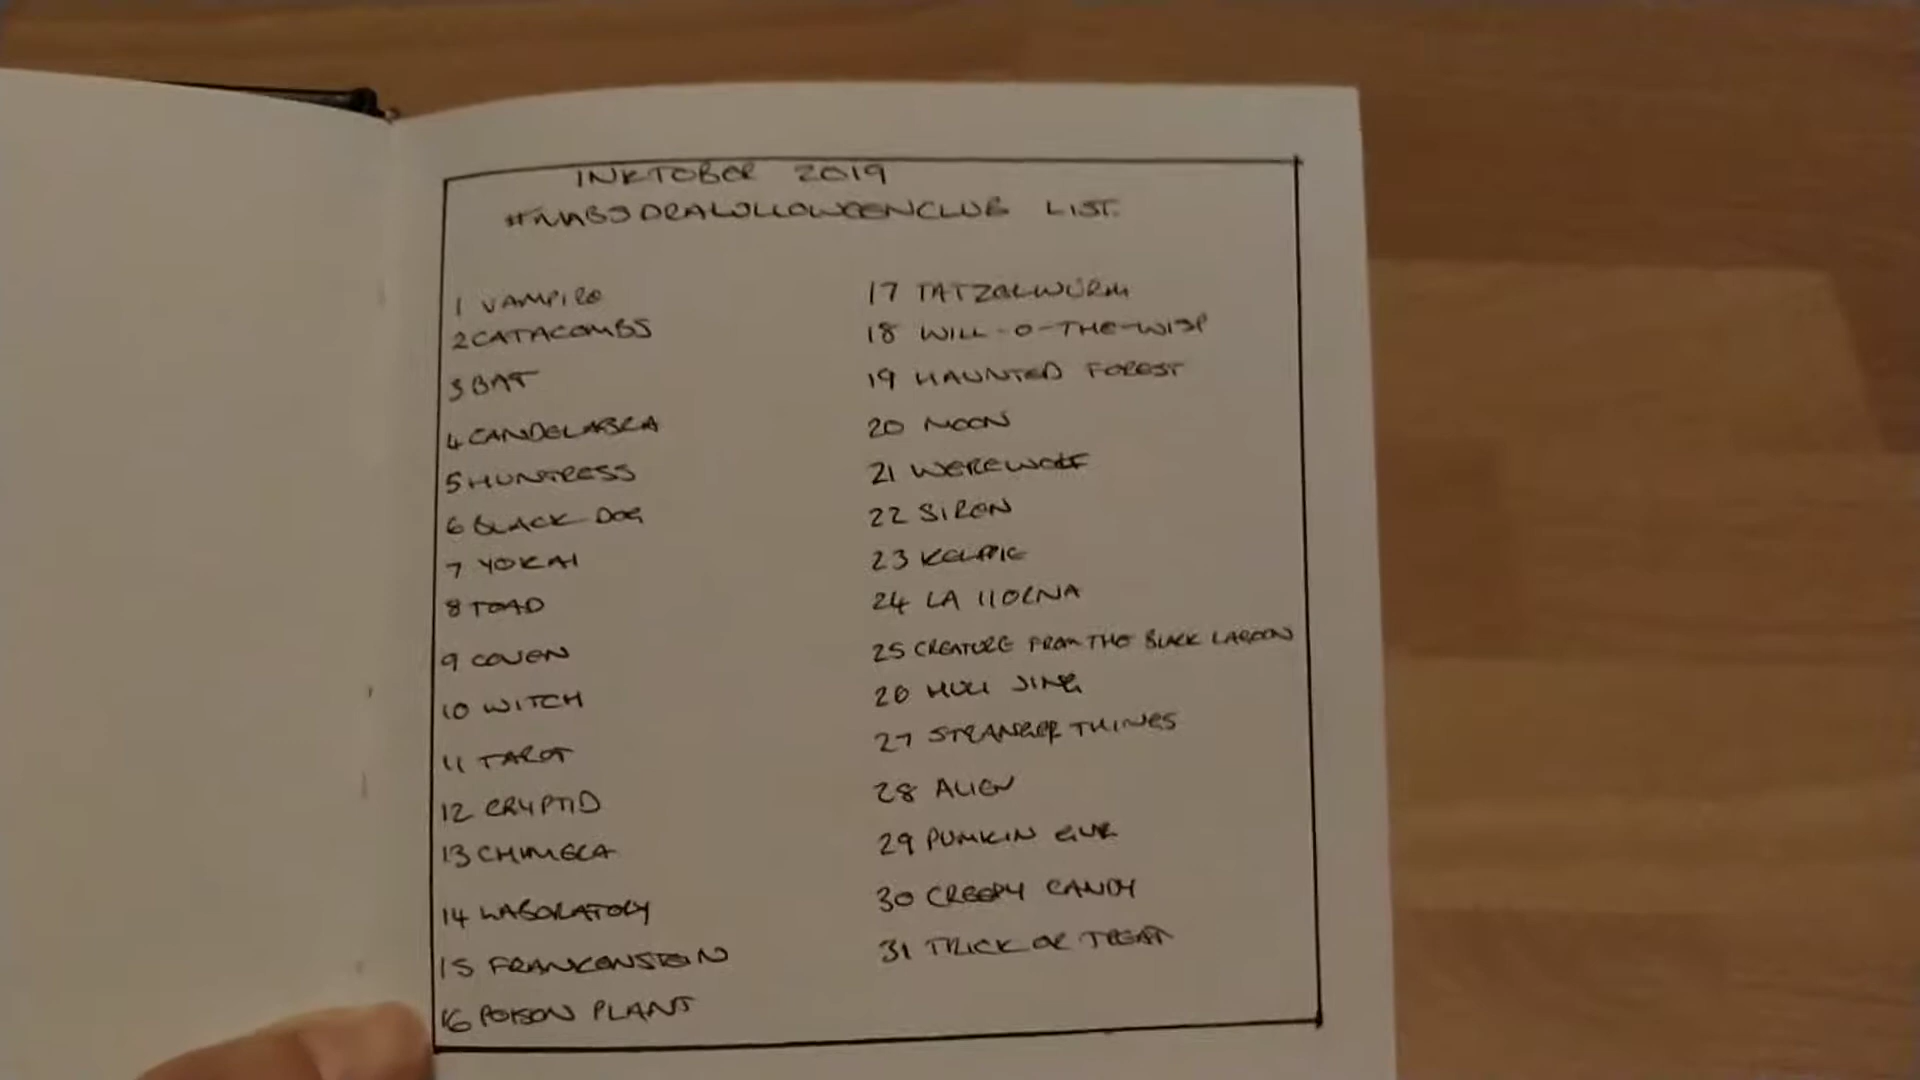 INKTOBER 2019
#MABSDRAWLLOWEENCLUB LIST.
1 VAMPIRE
2 CATACOMBS
3 BAT
4 CANDELABRA
5 HUNTRESS
6 BLACK DOG
7 YOKAI
8 TOAD
9 COVEN
10 WITCH
11 TAROT
12 CRYPTID
13 CHIMERA
14 LABORATORY
15 FRANKENSTEIN
16 POISON PLANT
17 TATZELWURM
18 WILL-O-THE-WISP
19 HAUNTED FOREST
20 MOON
21 WEREWOLF
22 SIREN
23 KELPIE
24 LA LLORNA
25 CREATURE FROM THE BLACK LAGOON
26 HULI JING
27 STRANGER THINGS
28 ALIEN
29 PUMKIN
30 CREEPY CANDY
31 TRICK OR TREAT